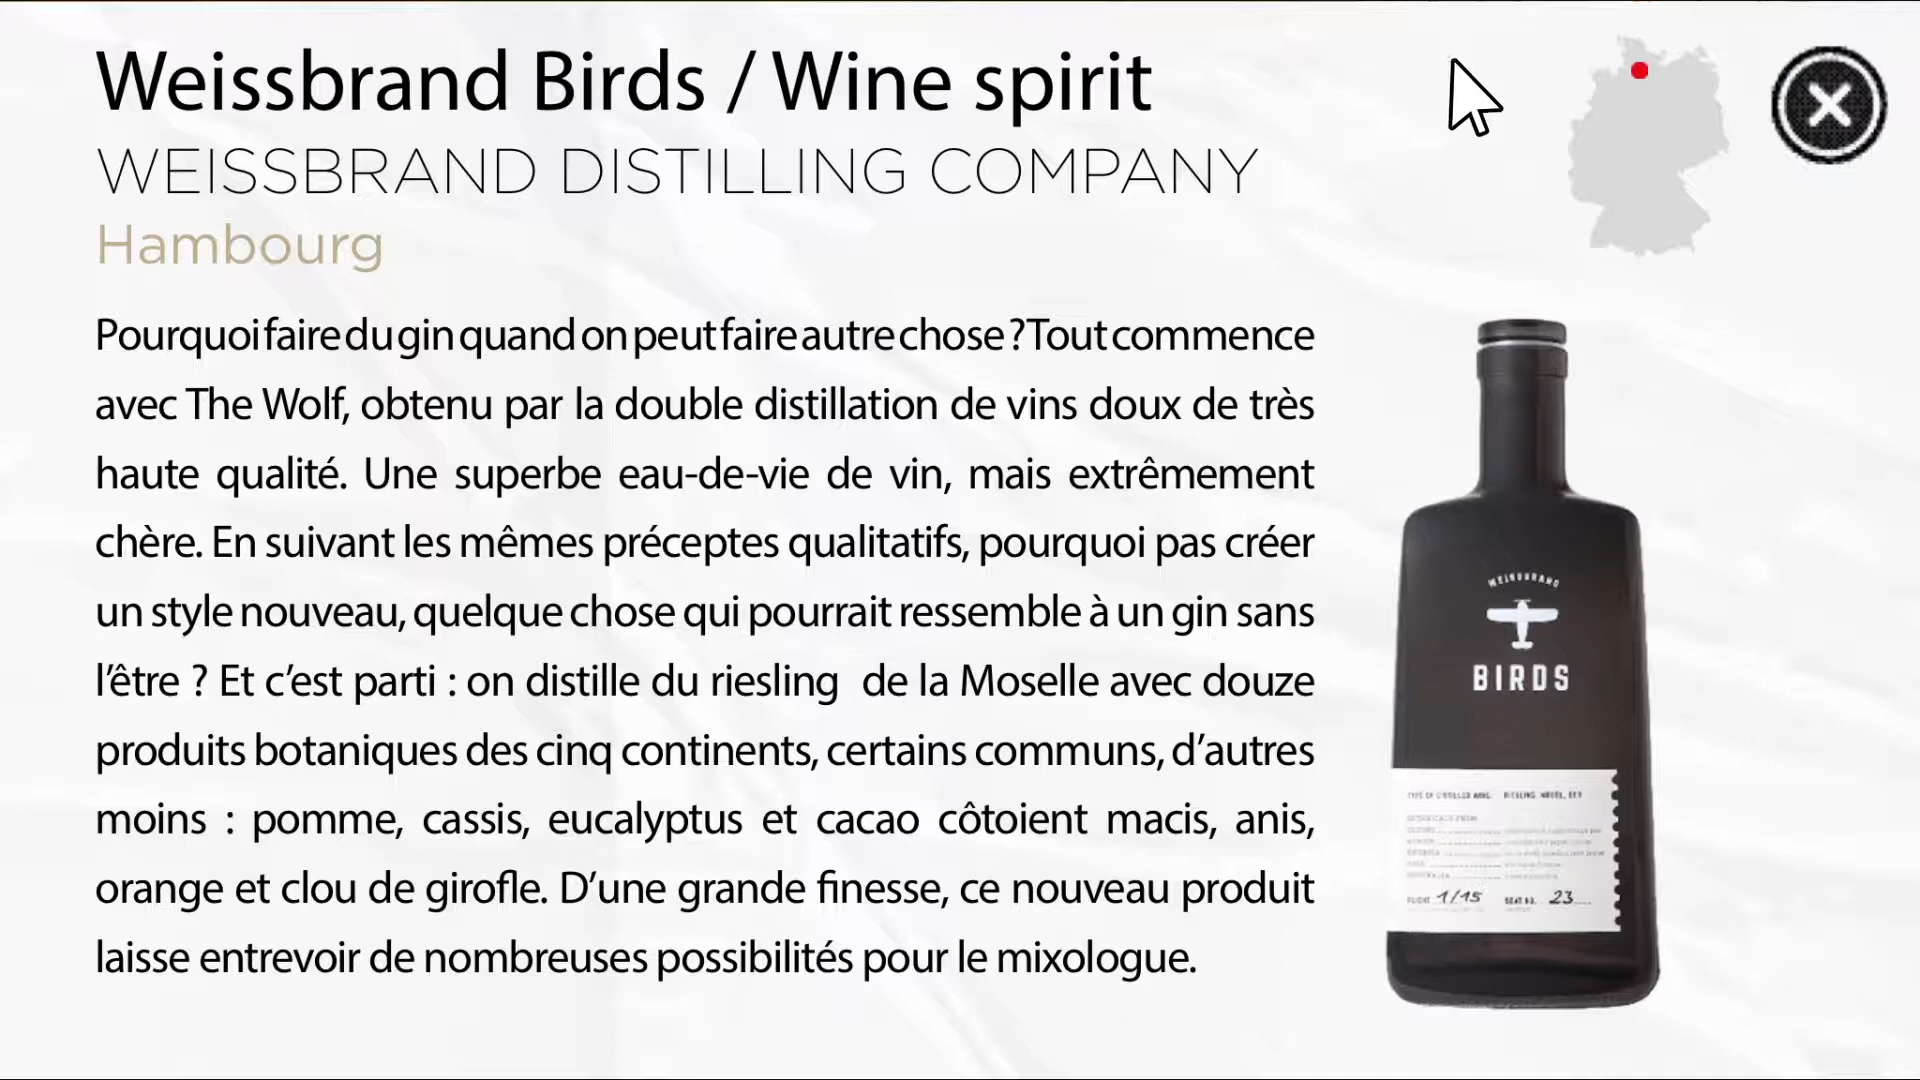 Weissbrand Birds / Wine spirit
WEISSBRAND DISTILLING COMPANY
Hambourg
Pourquoi faire du gin quand on peut faire autre chose ? Tout commence
avec The Wolf, obtenu par la double distillation de vins doux de très
haute qualité. Une superbe eau-de-vie de vin, mais extrêmement
chère. En suivant les mêmes préceptes qualitatifs, pourquoi pas créer
un style nouveau, quelque chose qui pourrait ressemble à un gin sans
l’être ? Et c’est parti : on distille du riesling de la Moselle avec douze
produits botaniques des cinq continents, certains communs, d’autres
moins : pomme, cassis, eucalyptus et cacao côtoient macis, anis,
orange et clou de girofle. D’une grande finesse, ce nouveau produit
laisse entrevoir de nombreuses possibilités pour le mixologue.
WEISSBRAND
BIRDS
FLIGHT 1/15 SEAT NO. 23